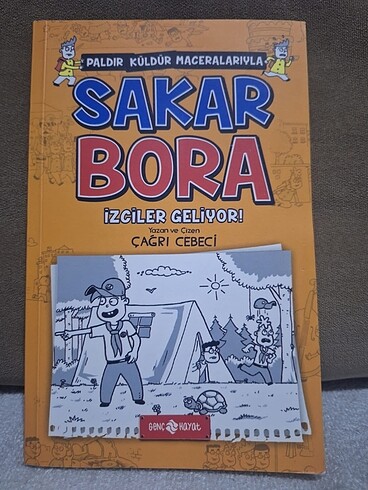 PALDIR KÜLDÜR MACERALARIYLA
SAKAR
BORA
İZCİLER GELİYOR!
Yazan ve Çizen
ÇAĞRI CEBECİ
GENÇ HAYAT